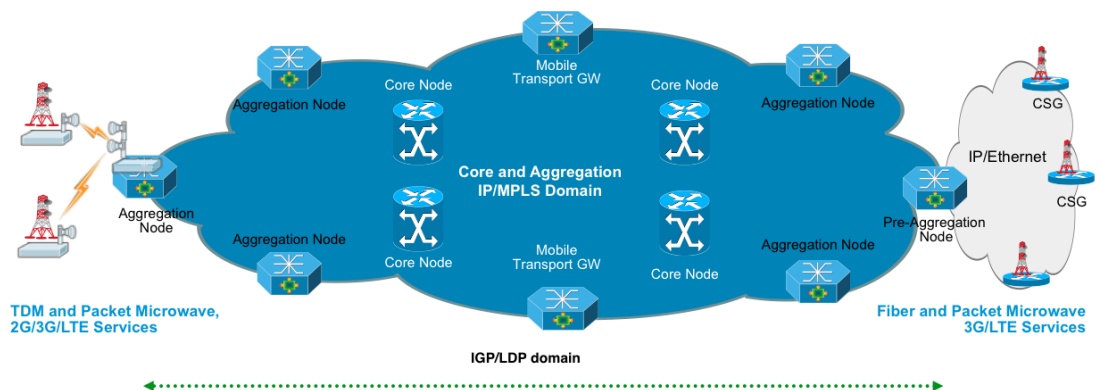 Mobile
Transport GW
Core Node
Core Node
Aggregation Node
Aggregation Node
CSG
IP/Ethernet
Core and Aggregation
IP/MPLS Domain
CSG
Aggregation
Node
Pre-Aggregation
Node
Aggregation Node
Aggregation Node
Core Node
Core Node
Mobile
Transport GW
TDM and Packet Microwave,
2G/3G/LTE Services
Fiber and Packet Microwave
3G/LTE Services
IGP/LDP domain